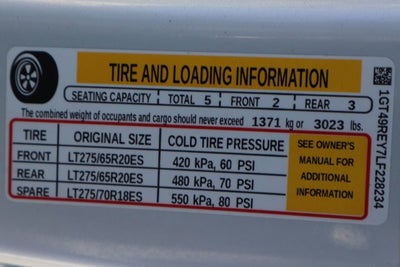 TIRE AND LOADING INFORMATION
SEATING CAPACITY TOTAL 5 FRONT 2 REAR 3
The combined weight of occupants and cargo should never exceed 1371 kg or 3023 lbs.
TIRE ORIGINAL SIZE COLD TIRE PRESSURE
FRONT LT275/65R20ES 420 kPa, 60 PSI
REAR LT275/65R20ES 480 kPa, 70 PSI
SPARE LT275/70R18ES 550 kPa, 80 PSI
SEE OWNER'S
MANUAL FOR
ADDITIONAL
INFORMATION
1GT49REY7LF228234